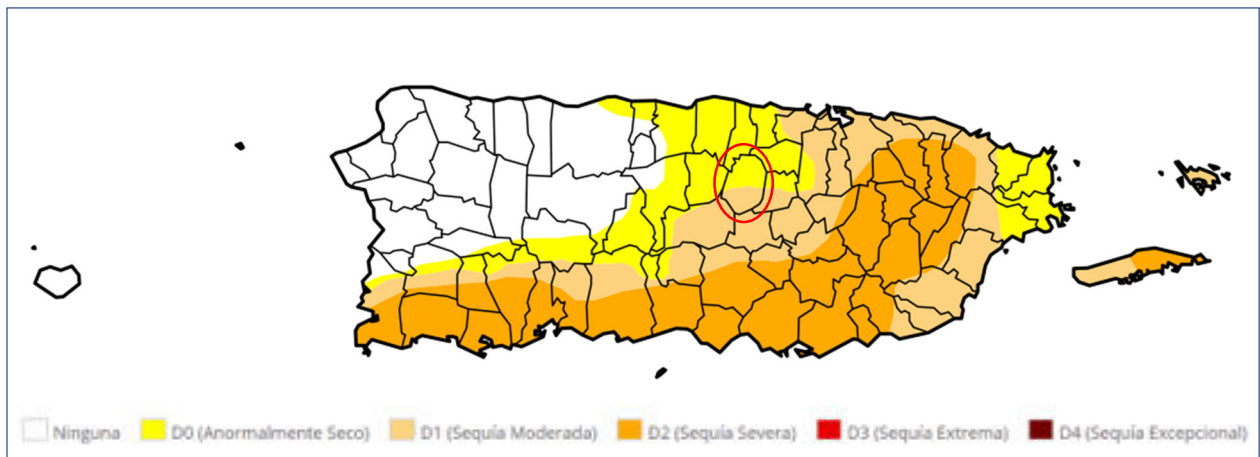 Ninguna D0 (Anormalmente Seco) D1 (Sequía Moderada) D2 (Sequía Severa) D3 (Sequía Extrema) D4 (Sequía Excepcional)